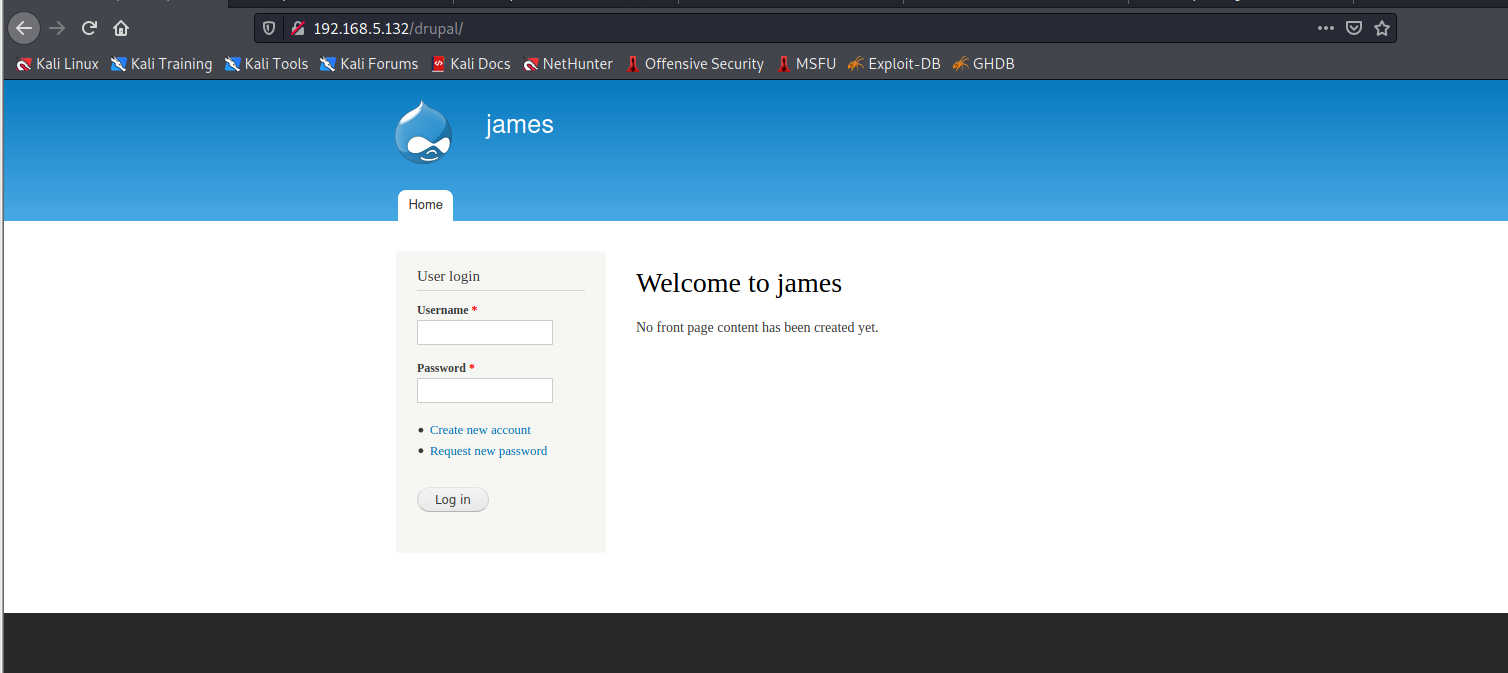 192.168.5.132/drupal/
Kali Linux Kali Training Kali Tools Kali Forums Kali Docs NetHunter Offensive Security MSFU Exploit-DB GHDB
james
Home
User login
Username *
Password *
Create new account
Request new password
Log in
Welcome to james
No front page content has been created yet.